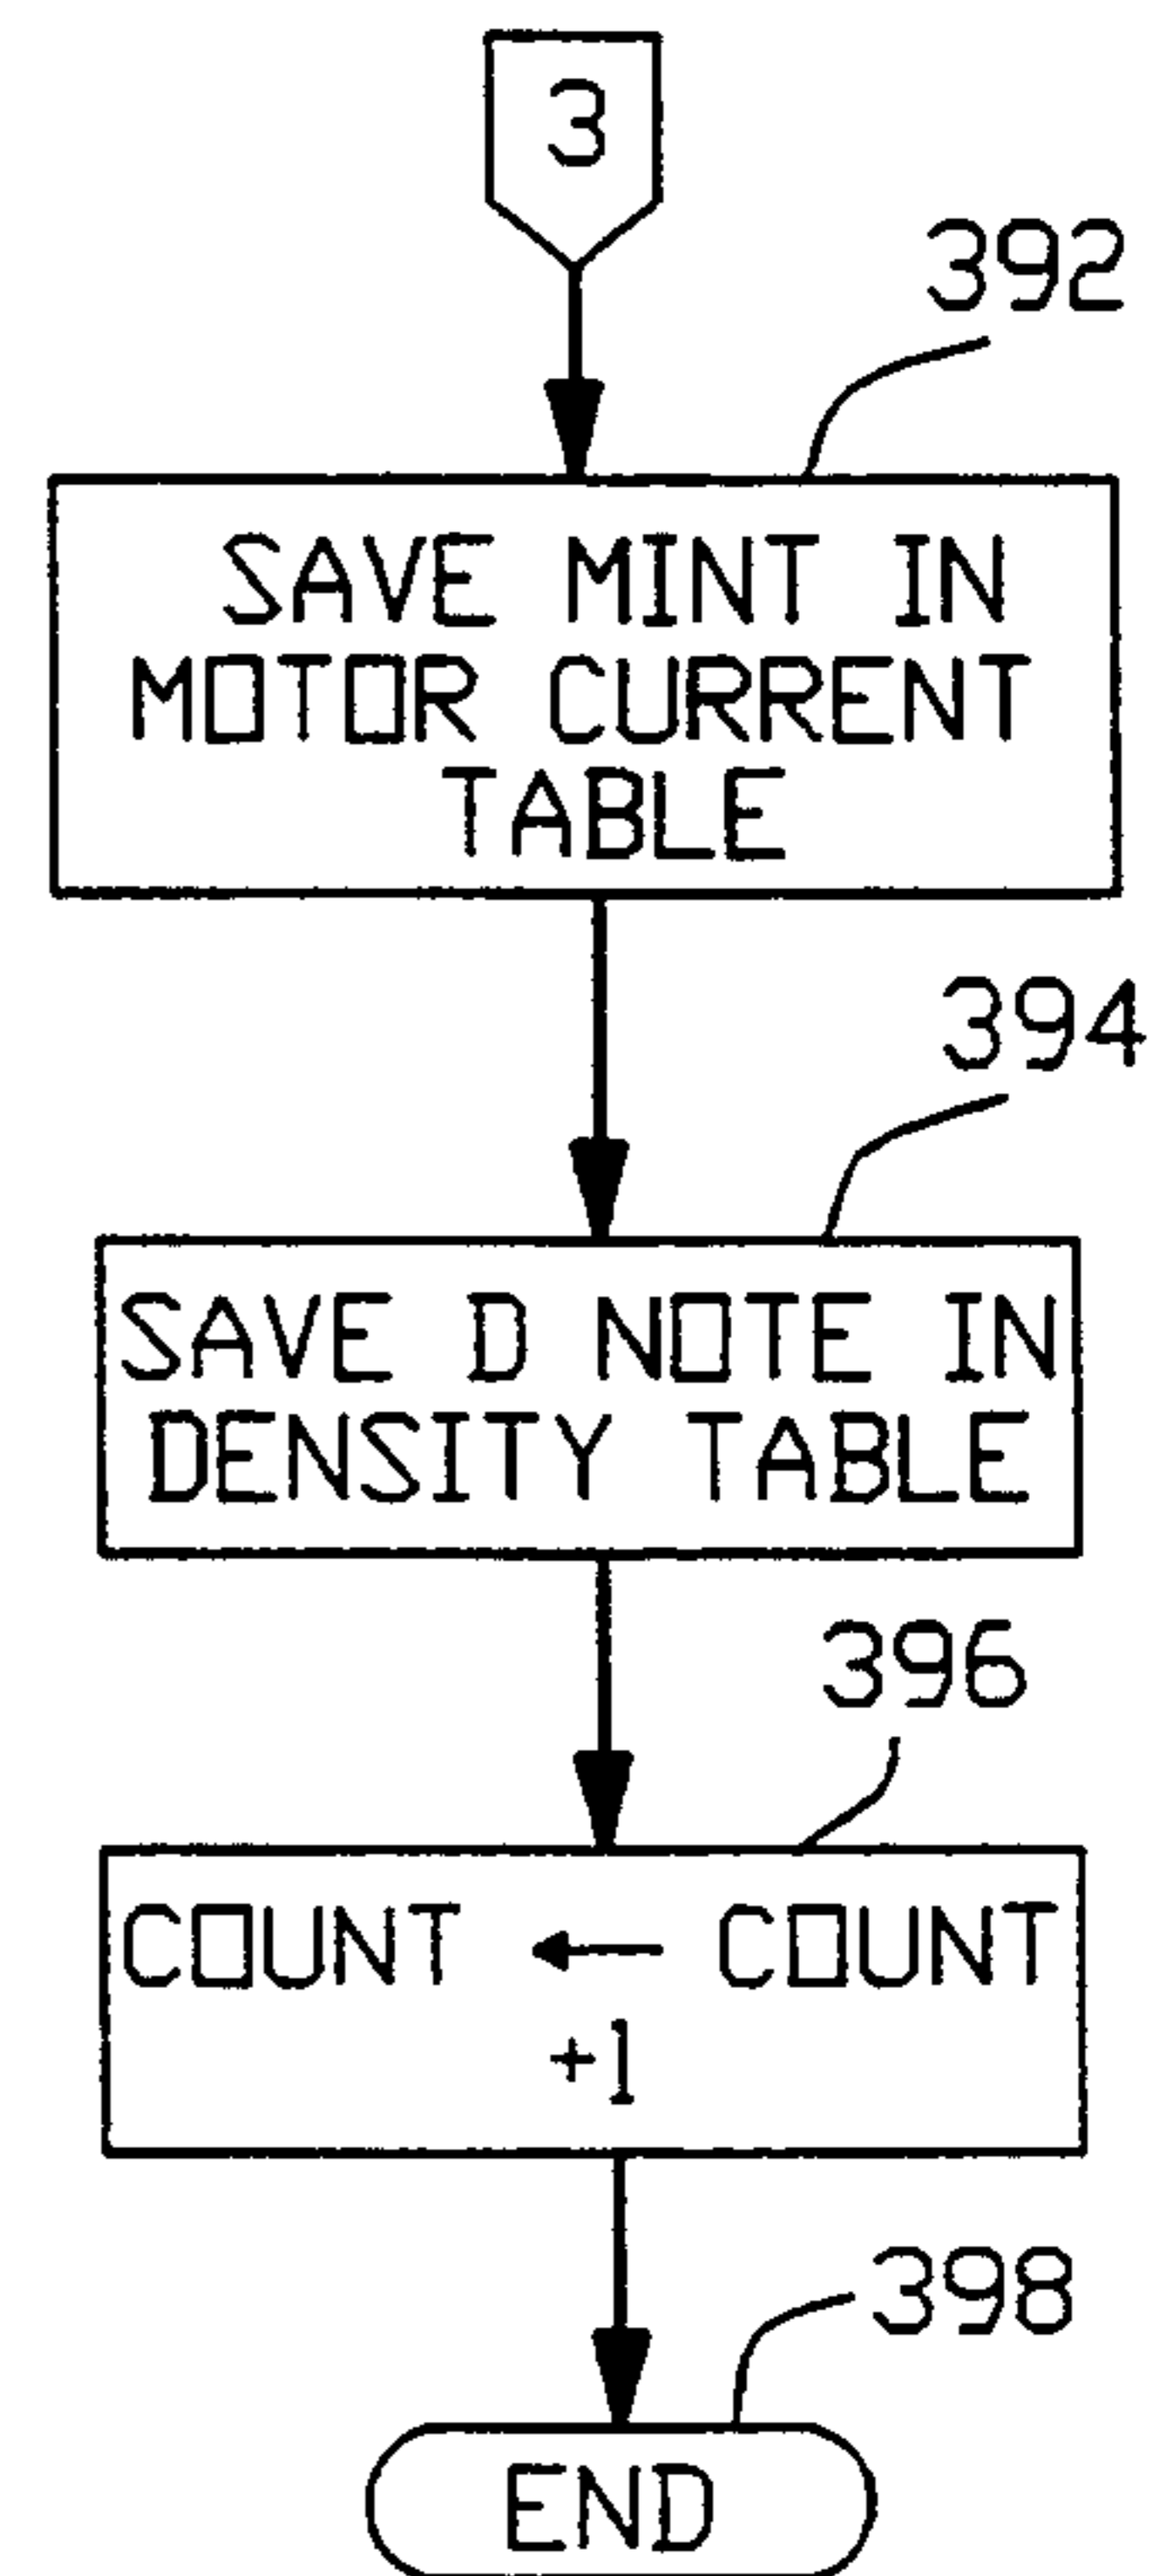 3
392
SAVE MINT IN
MOTOR CURRENT
TABLE
394
SAVE D NOTE IN
DENSITY TABLE
396
COUNT ← COUNT
+1
398
END